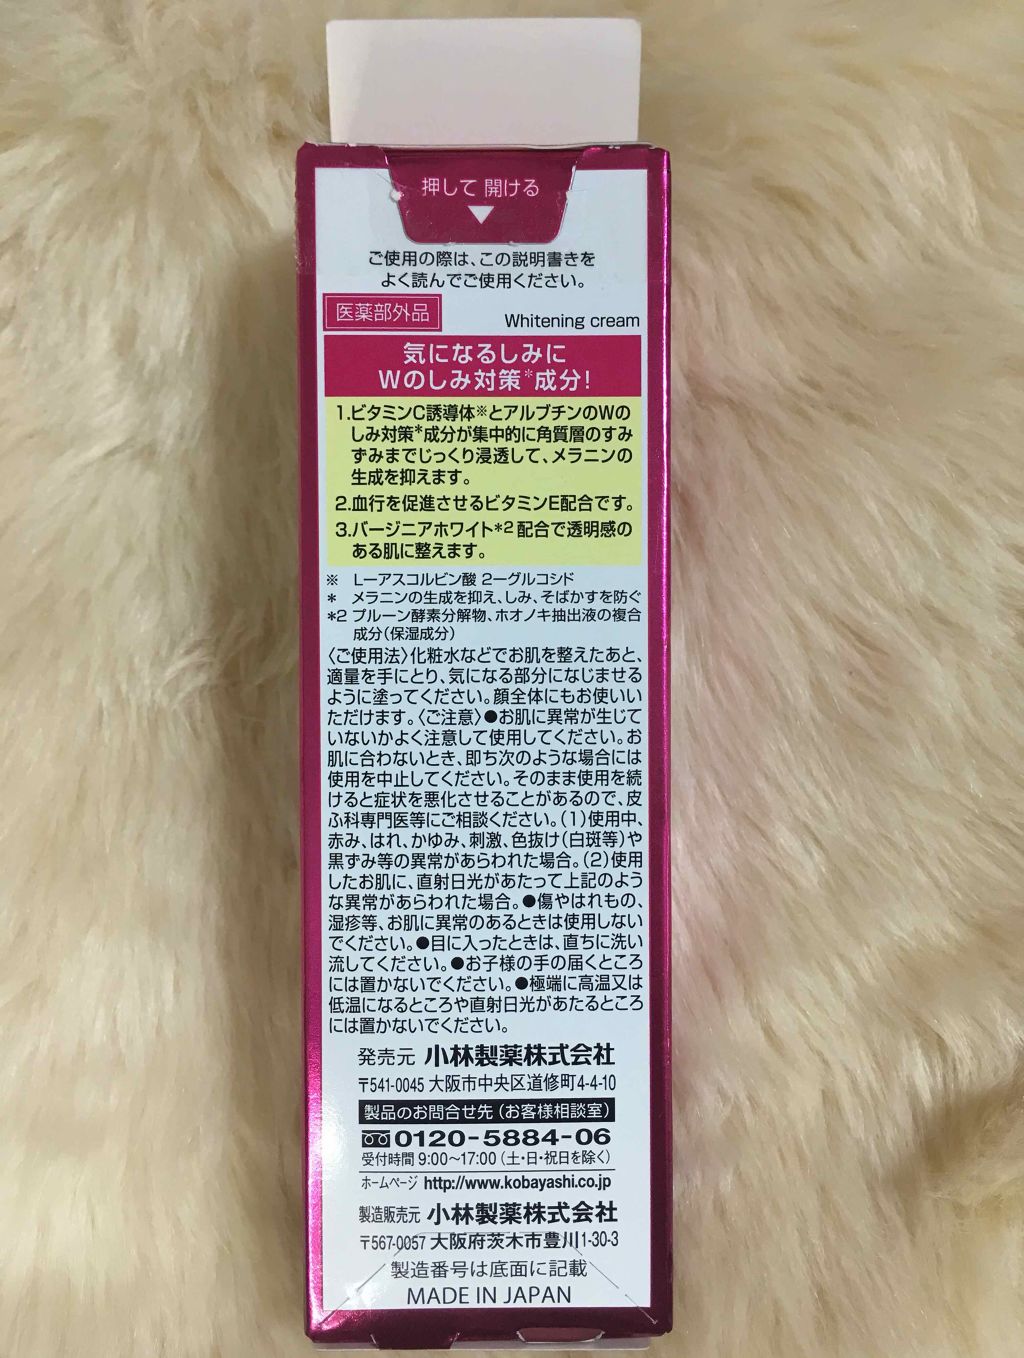 押して 開ける
ご使用の際は、この説明書きを
よく読んでご使用ください。
医薬部外品
Whitening cream
気になるしみに
Wのしみ対策*成分!
1.ビタミンC誘導体※とアルブチンのWの
しみ対策*成分が集中的に角質層のすみ
ずみまでじっくり浸透して、メラニンの
生成を抑えます。
2.血行を促進させるビタミンE配合です。
3.バージニアホワイト*2配合で透明感の
ある肌に整えます。
※ L-アスコルビン酸 2-グルコシド
* メラニンの生成を抑え、しみ、そばかすを防ぐ
*2 プルーン酵素分解物、ホオノキ抽出液の複合
成分(保湿成分)
〈ご使用法〉化粧水などでお肌を整えたあと、
適量を手にとり、気になる部分になじませる
ように塗ってください。顔全体にもお使いい
ただけます。〈ご注意〉●お肌に異常が生じて
いないかよく注意して使用してください。お
肌に合わないとき、即ち次のような場合には
使用を中止してください。そのまま使用を続
けると症状を悪化させることがあるので、皮
ふ科専門医等にご相談ください。(1)使用中、
赤み、はれ、かゆみ、刺激、色抜け(白斑等)や
黒ずみ等の異常があらわれた場合。(2)使用
したお肌に、直射日光があたって上記のよう
な異常があらわれた場合。●傷やはれもの、
湿疹等、お肌に異常のあるときは使用しない
でください。●目に入ったときは、直ちに洗い
流してください。●お子様の手の届くところ
には置かないでください。●極端に高温又は
低温になるところや直射日光があたるところ
には置かないでください。
発売元 小林製薬株式会社
〒541-0045 大阪市中央区道修町4-4-10
製品のお問合せ先(お客様相談室)
0120-5884-06
受付時間 9:00〜17:00(土・日・祝日を除く)
ホームページ http://www.kobayashi.co.jp
製造販売元 小林製薬株式会社
〒567-0057 大阪府茨木市豊川1-30-3
製造番号は底面に記載
MADE IN JAPAN